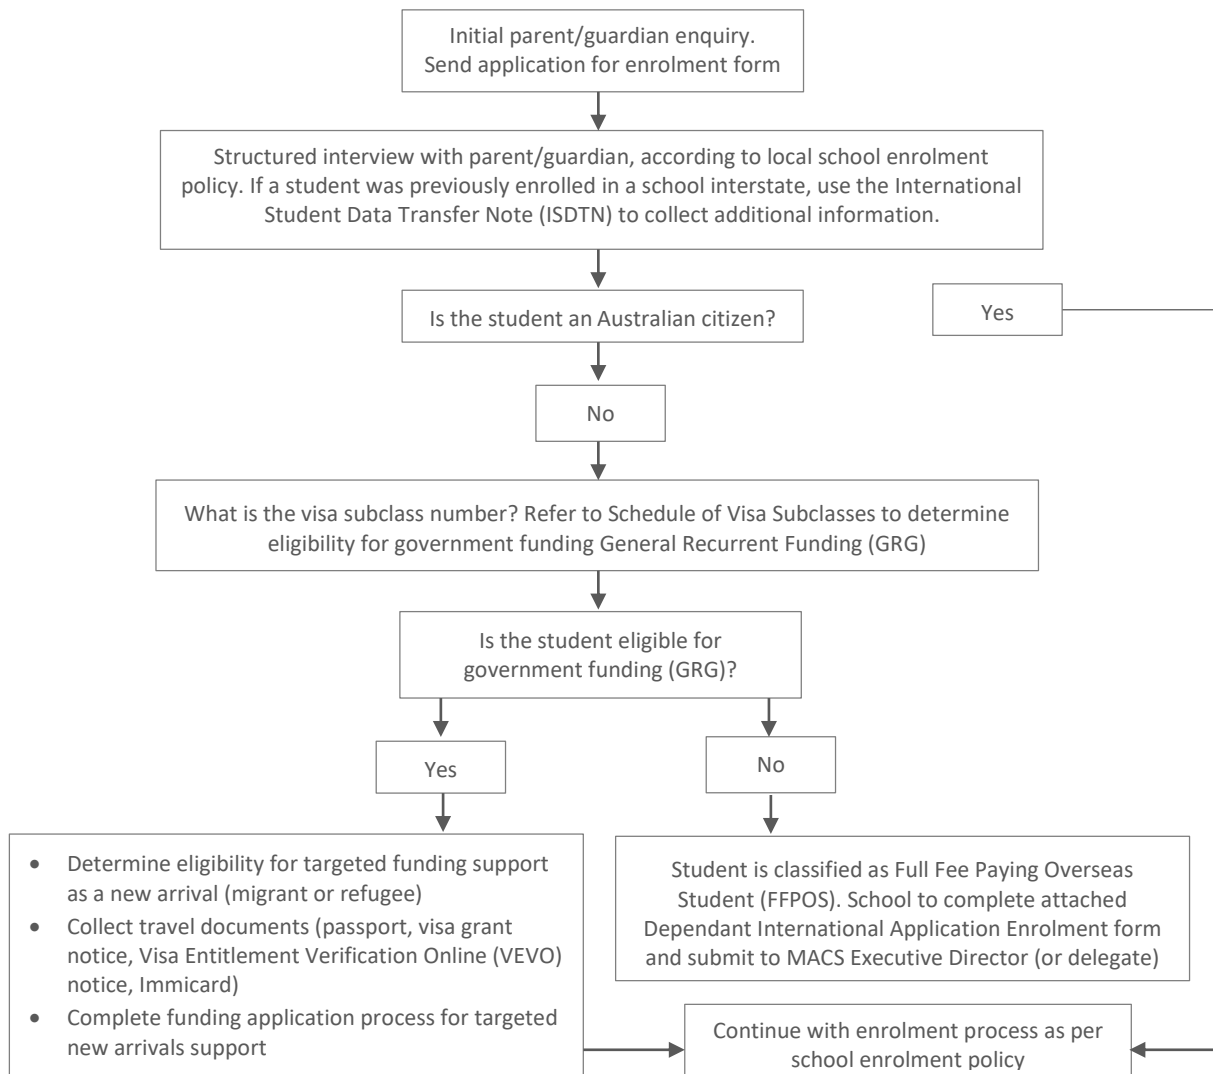 Initial parent/guardian enquiry.
Send application for enrolment form
Structured interview with parent/guardian, according to local school enrolment
policy. If a student was previously enrolled in a school interstate, use the International
Student Data Transfer Note (ISDTN) to collect additional information.
Is the student an Australian citizen?
Yes
No
What is the visa subclass number? Refer to Schedule of Visa Subclasses to determine
eligibility for government funding General Recurrent Funding (GRG)
Is the student eligible for
government funding (GRG)?
Yes
No
• Determine eligibility for targeted funding support
as a new arrival (migrant or refugee)
• Collect travel documents (passport, visa grant
notice, Visa Entitlement Verification Online (VEVO)
notice, Immicard)
• Complete funding application process for targeted
new arrivals support
Student is classified as Full Fee Paying Overseas
Student (FFPOS). School to complete attached
Dependant International Application Enrolment form
and submit to MACS Executive Director (or delegate)
Continue with enrolment process as per
school enrolment policy